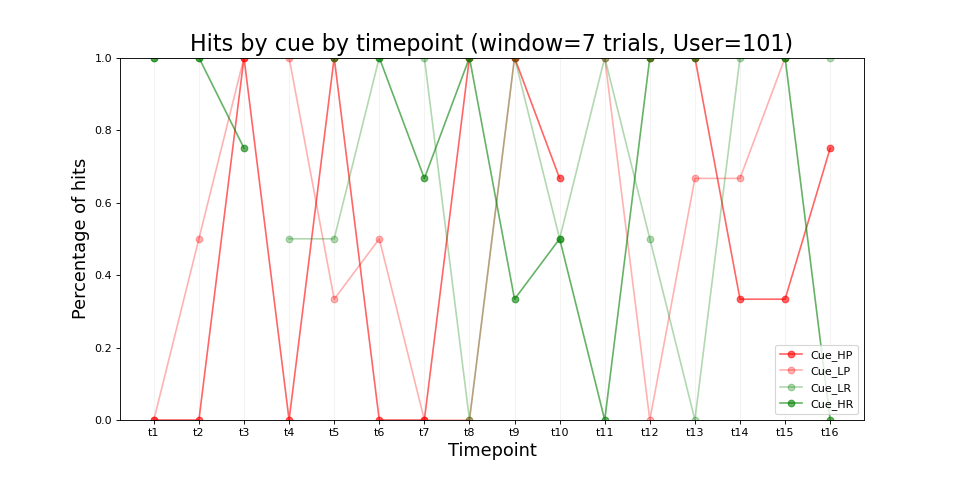 Hits by cue by timepoint (window=7 trials, User=101)
Percentage of hits
1.0
0.8
0.6
0.4
0.2
0.0
t1 t2 t3 t4 t5 t6 t7 t8 t9 t10 t11 t12 t13 t14 t15 t16
Timepoint
Cue_HP
Cue_LP
Cue_LR
Cue_HR